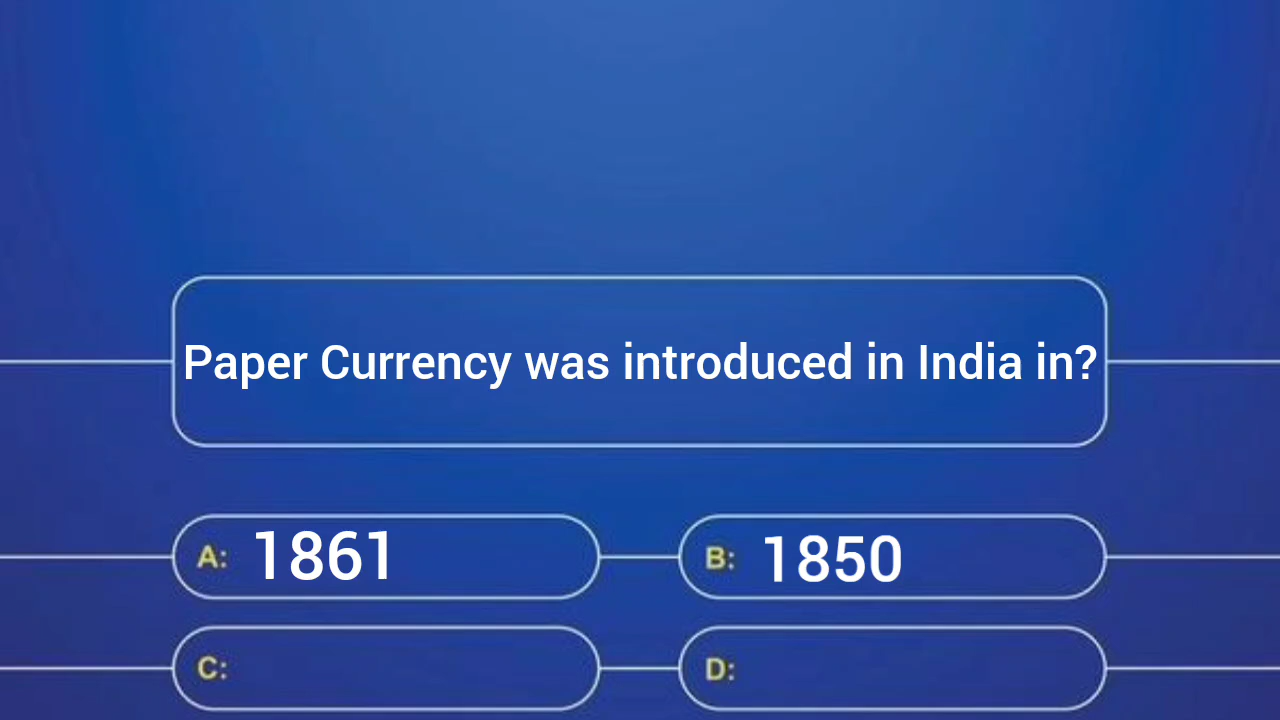 Paper Currency was introduced in India in?
A: 1861
B: 1850
C:
D: